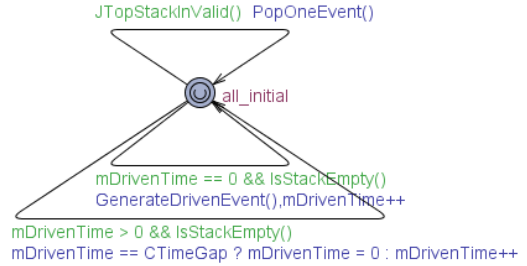 JTopStackInValid() PopOneEvent()
all_initial
mDrivenTime == 0 && IsStackEmpty()
GenerateDrivenEvent(),mDrivenTime++
mDrivenTime > 0 && IsStackEmpty()
mDrivenTime == CTimeGap ? mDrivenTime = 0 : mDrivenTime++